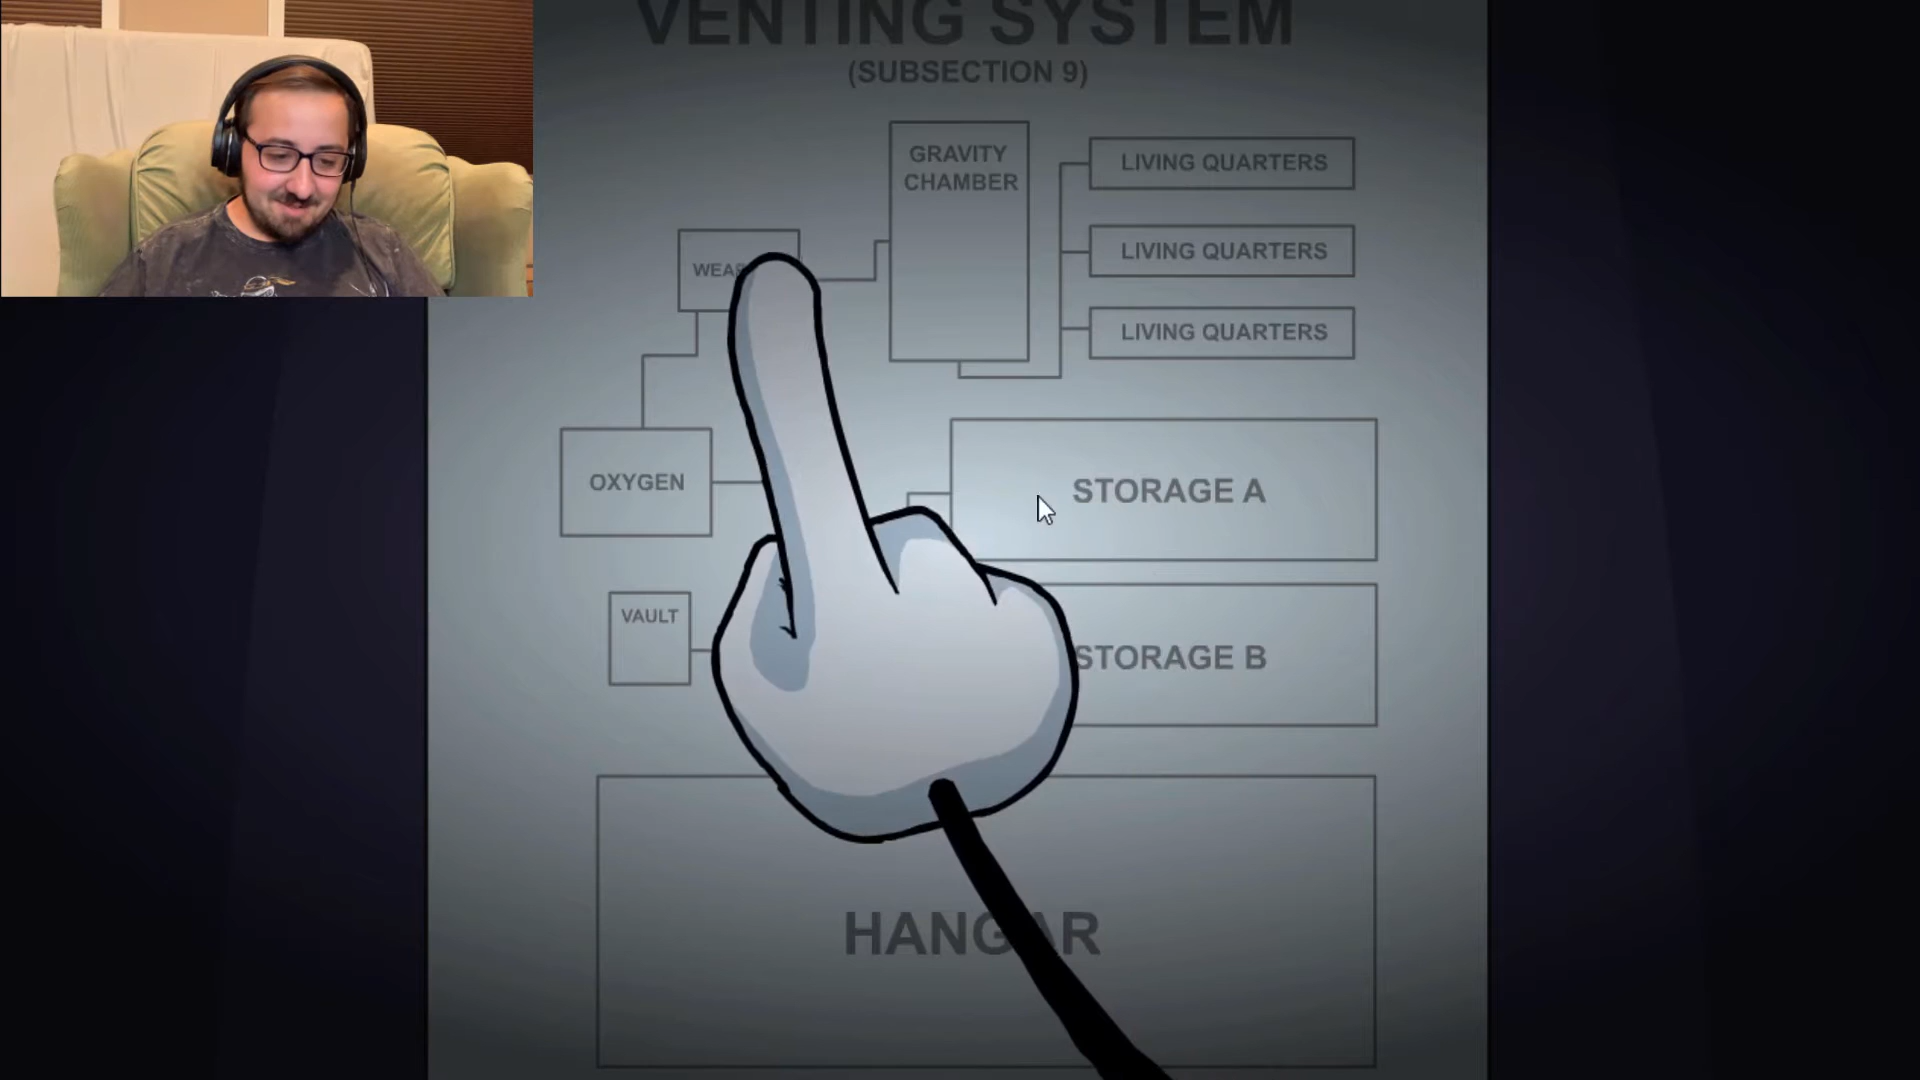 VENTING SYSTEM
(SUBSECTION 9)
GRAVITY
CHAMBER
LIVING QUARTERS
LIVING QUARTERS
LIVING QUARTERS
OXYGEN
STORAGE A
VAULT
STORAGE B
HANGAR